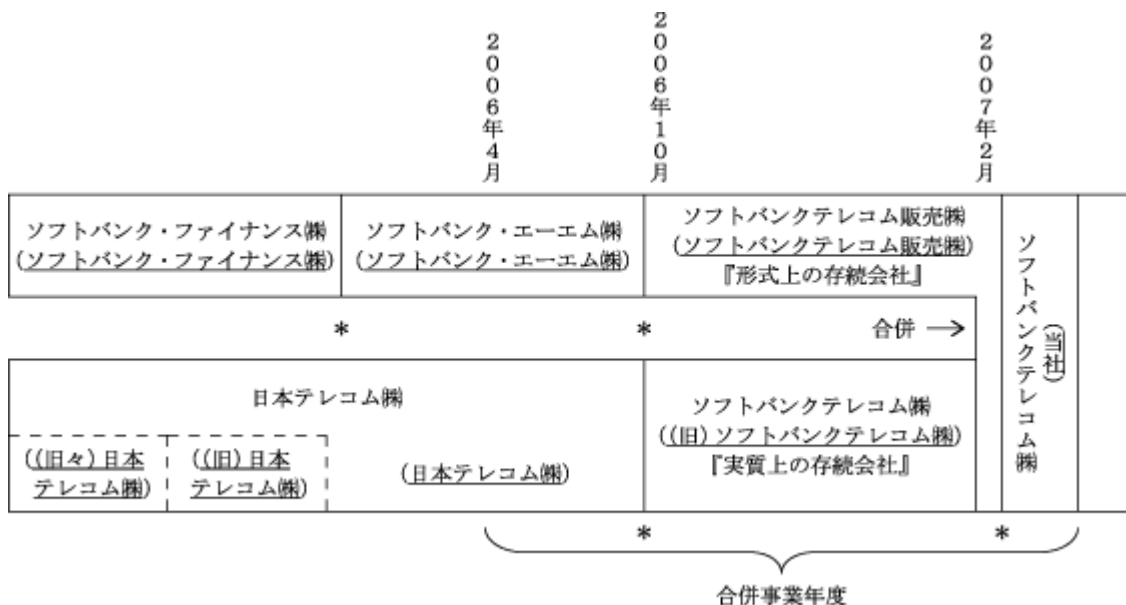 2006年4月
2006年10月
2007年2月
ソフトバンク・ファイナンス㈱
(ソフトバンク・ファイナンス㈱)
ソフトバンク・エーエム㈱
(ソフトバンク・エーエム㈱)
ソフトバンクテレコム販売㈱
(ソフトバンクテレコム販売㈱)
『形式上の存続会社』
ソフトバンクテレコム㈱
(当社)
*
*
合併 →
日本テレコム㈱
((旧々)日本
テレコム㈱)
((旧)日本
テレコム㈱)
(日本テレコム㈱)
ソフトバンクテレコム㈱
((旧)ソフトバンクテレコム㈱)
『実質上の存続会社』
*
*
合併事業年度